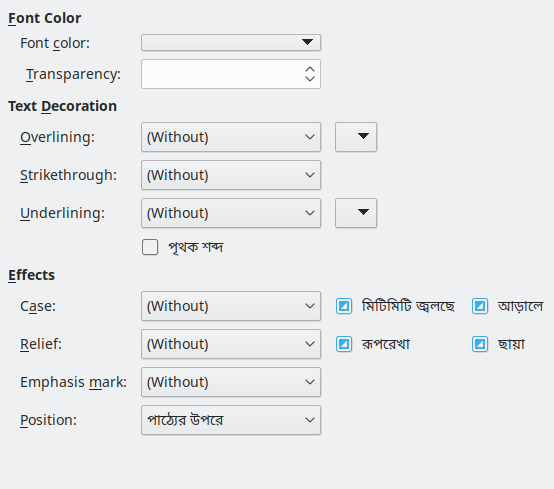 Font Color
Font color:
Transparency:
Text Decoration
Overlining: (Without)
Strikethrough: (Without)
Underlining: (Without)
পৃথক শব্দ
Effects
Case: (Without) মিটিমিটি জ্বলছে আড়ালে
Relief: (Without) রূপরেখা ছায়া
Emphasis mark: (Without)
Position: পাঠ্যের উপরে